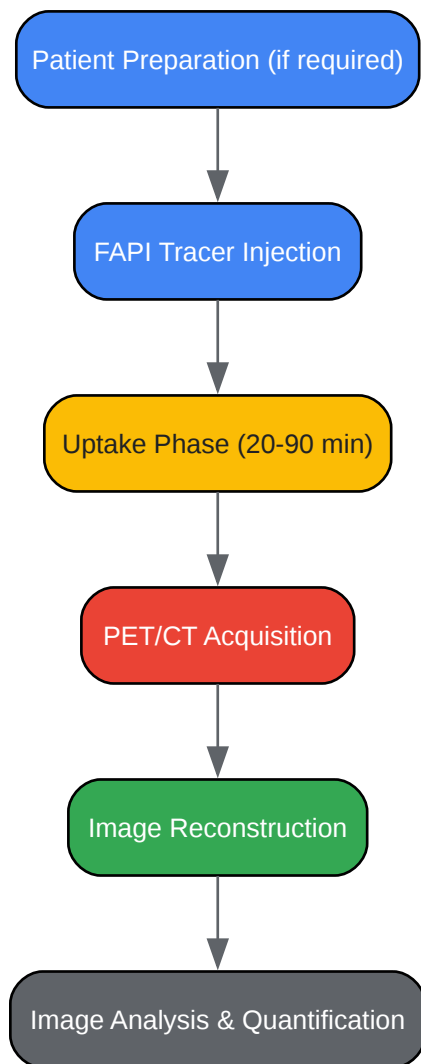 Patient Preparation (if required)
FAPI Tracer Injection
Uptake Phase (20-90 min)
PET/CT Acquisition
Image Reconstruction
Image Analysis & Quantification